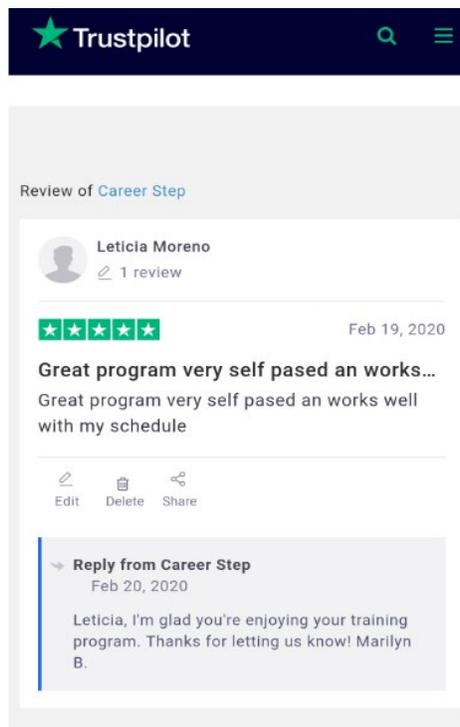 Trustpilot
Review of Career Step
Leticia Moreno
1 review
Feb 19, 2020
Great program very self pased an works...
Great program very self pased an works well
with my schedule
Edit Delete Share
Reply from Career Step
Feb 20, 2020
Leticia, I'm glad you're enjoying your training
program. Thanks for letting us know! Marilyn
B.